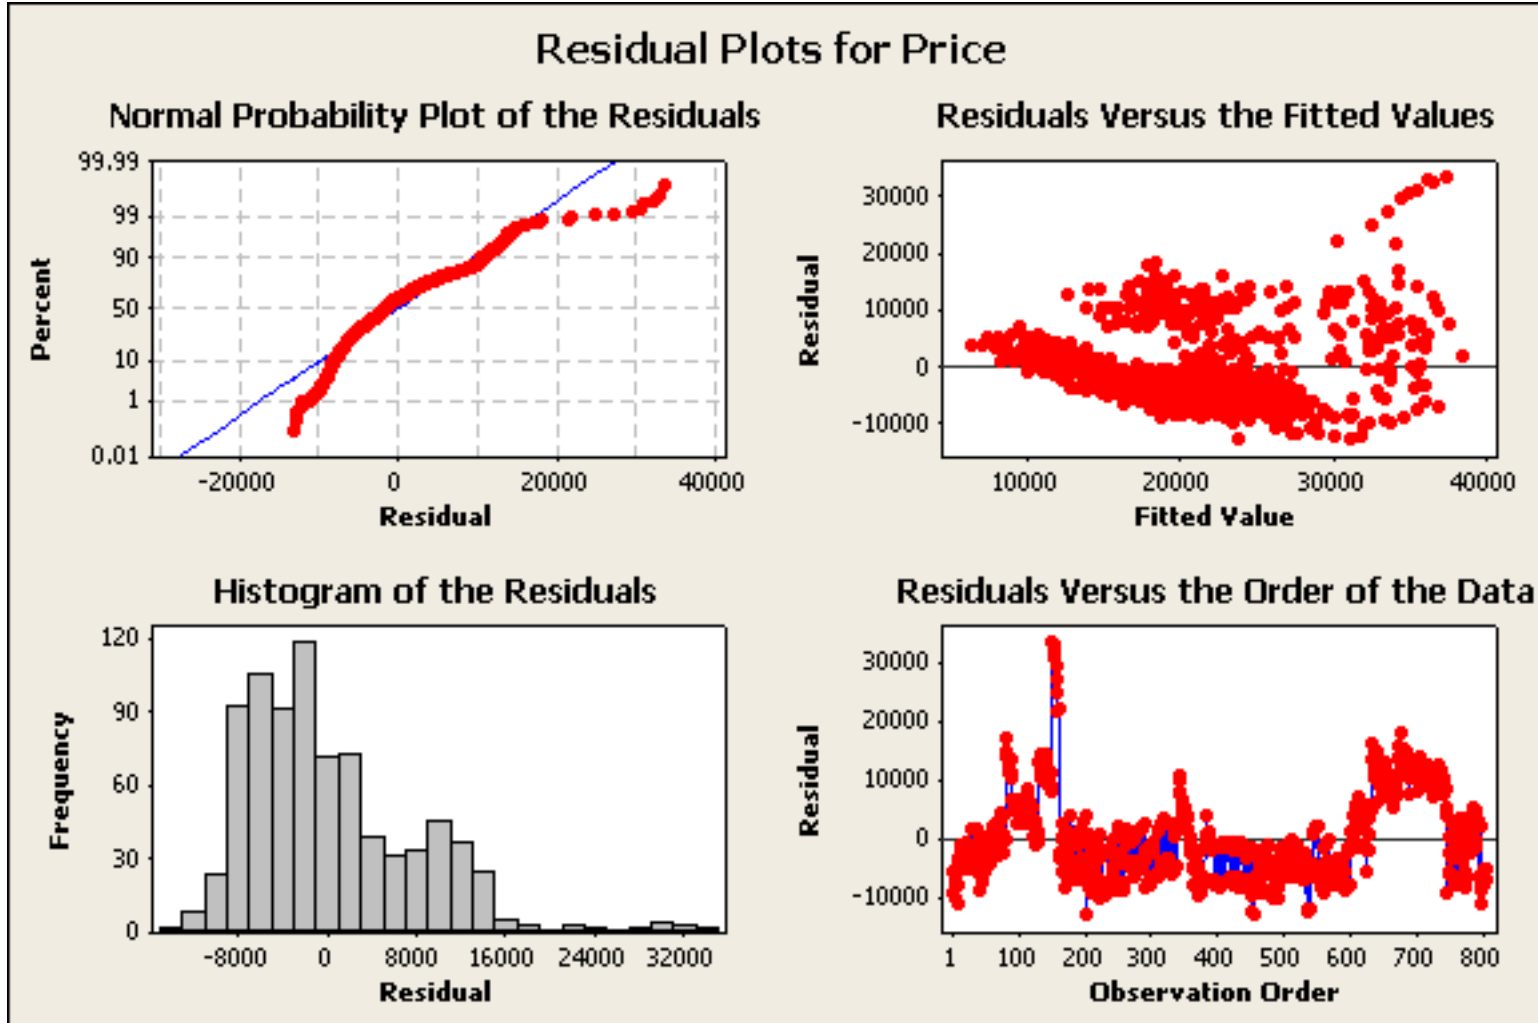 Residual Plots for Price
Normal Probability Plot of the Residuals
99.99
99
90
50
10
1
0.01
Percent
-20000 0 20000 40000
Residual
Residuals Versus the Fitted Values
30000
20000
10000
0
-10000
Residual
10000 20000 30000 40000
Fitted Value
Histogram of the Residuals
120
90
60
30
0
Frequency
-8000 0 8000 16000 24000 32000
Residual
Residuals Versus the Order of the Data
30000
20000
10000
0
-10000
Residual
1 100 200 300 400 500 600 700 800
Observation Order